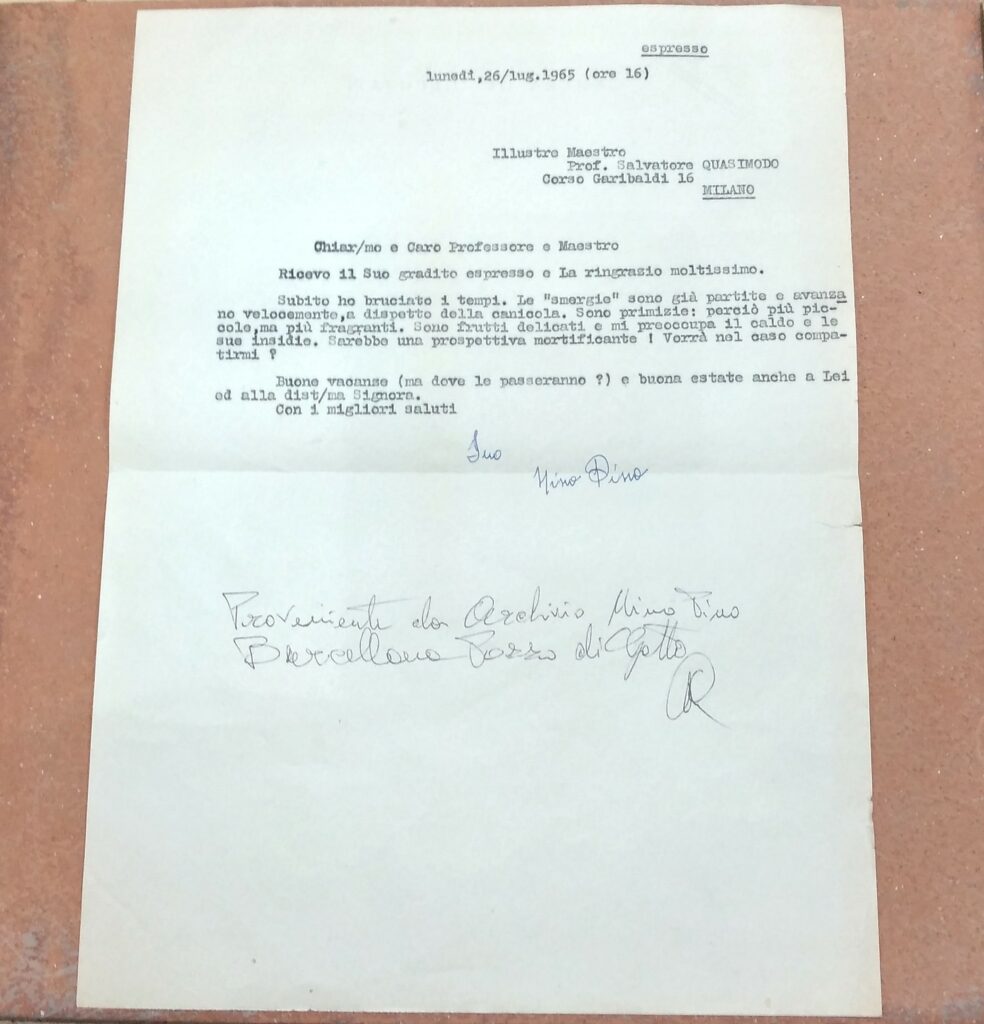 espresso
lunedì,26/lug.1965 (ore 16)
Illustre Maestro
Prof. Salvatore QUASIMODO
Corso Garibaldi 16
MILANO
Chiar/mo e Caro Professore e Maestro
Ricevo il Suo gradito espresso e La ringrazio moltissimo.
Subito ho bruciato i tempi. Le "smergie" sono già partite e avanza
no velocemente,a dispetto della canicola. Sono primizie: perciò più pic-
cole,ma più fragranti. Sono frutti delicati e mi preoccupa il caldo e le
sue insidie. Sarebbe una prospettiva mortificante ! Vorrà nel caso compa-
tirmi ?
Buone vacanze (ma dove le passeranno ?) e buona estate anche a Lei
ed alla dist/ma Signora.
Con i migliori saluti
Suo
Nino Pino
Proveniente da Archivio Nino Pino
Barcellona Pozzo di Gotto